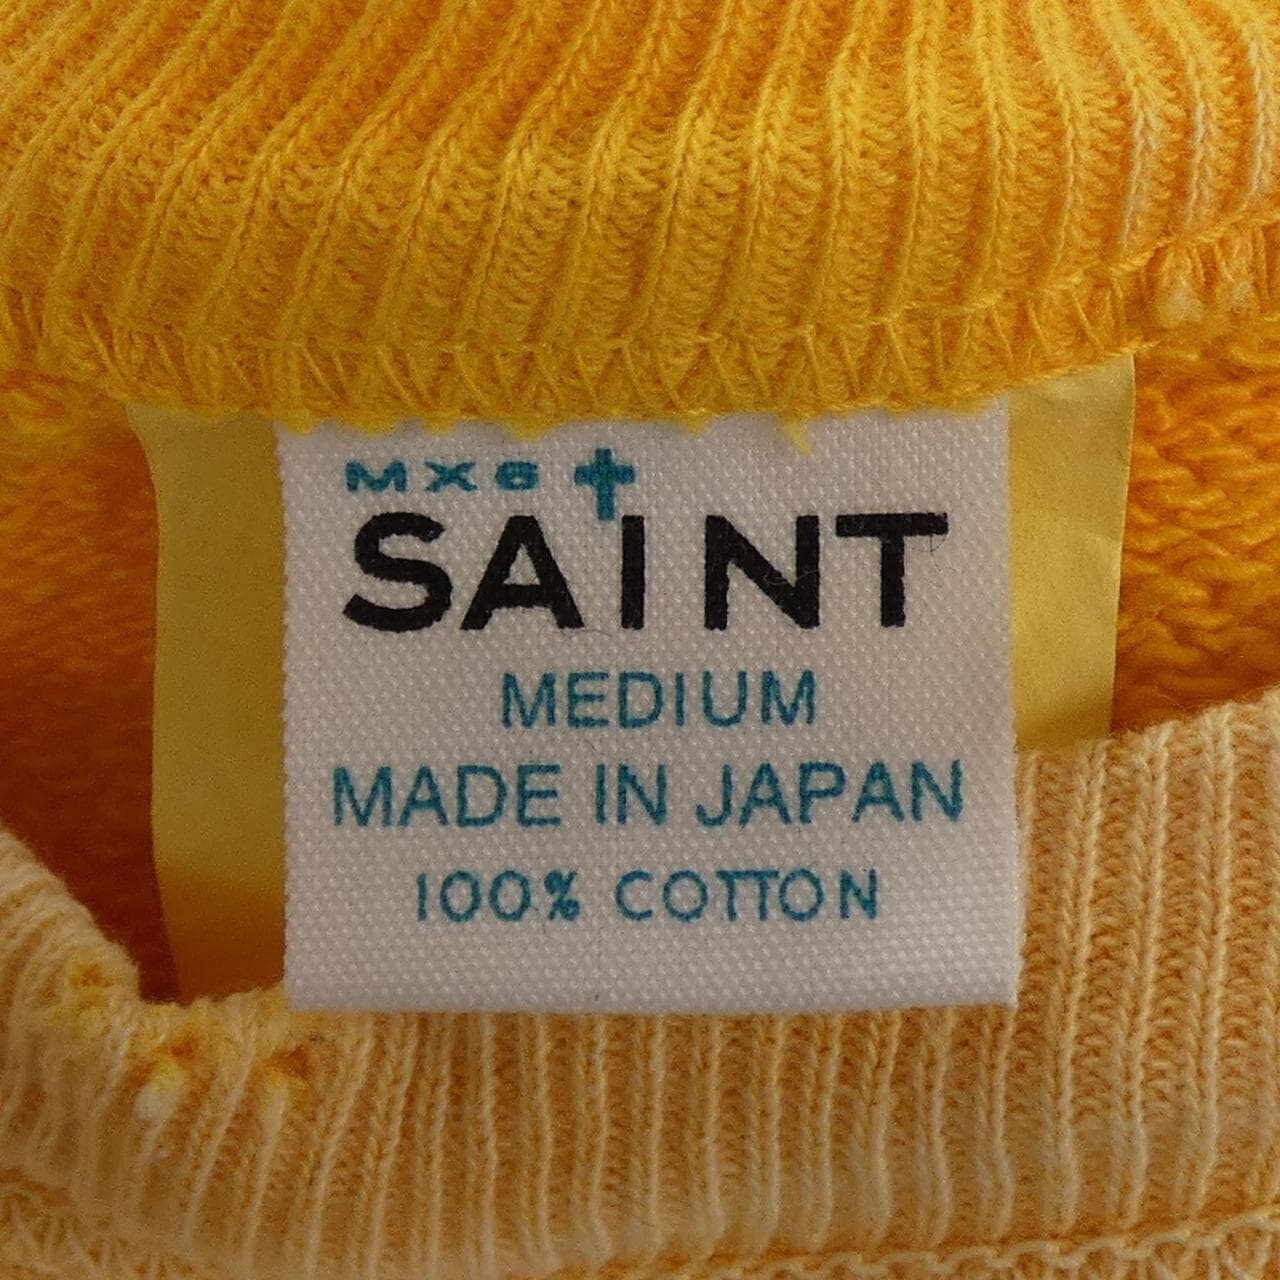 MX6
SAINT
MEDIUM
MADE IN JAPAN
100% COTTON